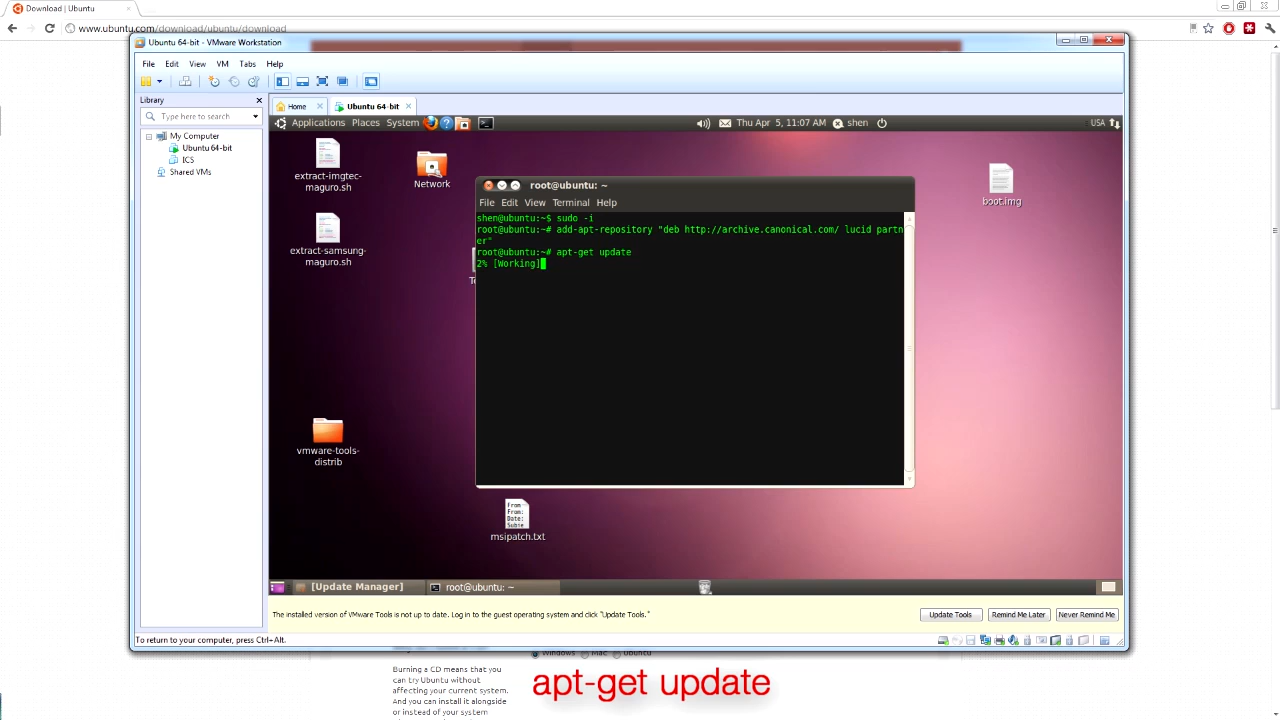 Download | Ubuntu
www.ubuntu.com/download/ubuntu/download
Ubuntu 64-bit - VMware Workstation
File Edit View VM Tabs Help
Library
Type here to search
My Computer
Ubuntu 64-bit
ICS
Shared VMs
Home
Ubuntu 64-bit
Applications Places System
Thu Apr 5, 11:07 AM
shen
USA
extract-imgtec-
maguro.sh
Network
boot.img
extract-samsung-
maguro.sh
root@ubuntu: ~
File Edit View Terminal Help
shen@ubuntu:~$ sudo -i
root@ubuntu:~# add-apt-repository "deb http://archive.canonical.com/ lucid partn
er"
root@ubuntu:~# apt-get update
2% [Working]
vmware-tools-
distrib
From
From:
Date:
Subje
msipatch.txt
[Update Manager]
root@ubuntu: ~
The installed version of VMware Tools is not up to date. Log in to the guest operating system and click "Update Tools."
Update Tools
Remind Me Later
Never Remind Me
To return to your computer, press Ctrl+Alt.
Windows Mac Ubuntu
Burning a CD means that you
can try Ubuntu without
affecting your current system.
And you can install it alongside
or instead of your system
apt-get update